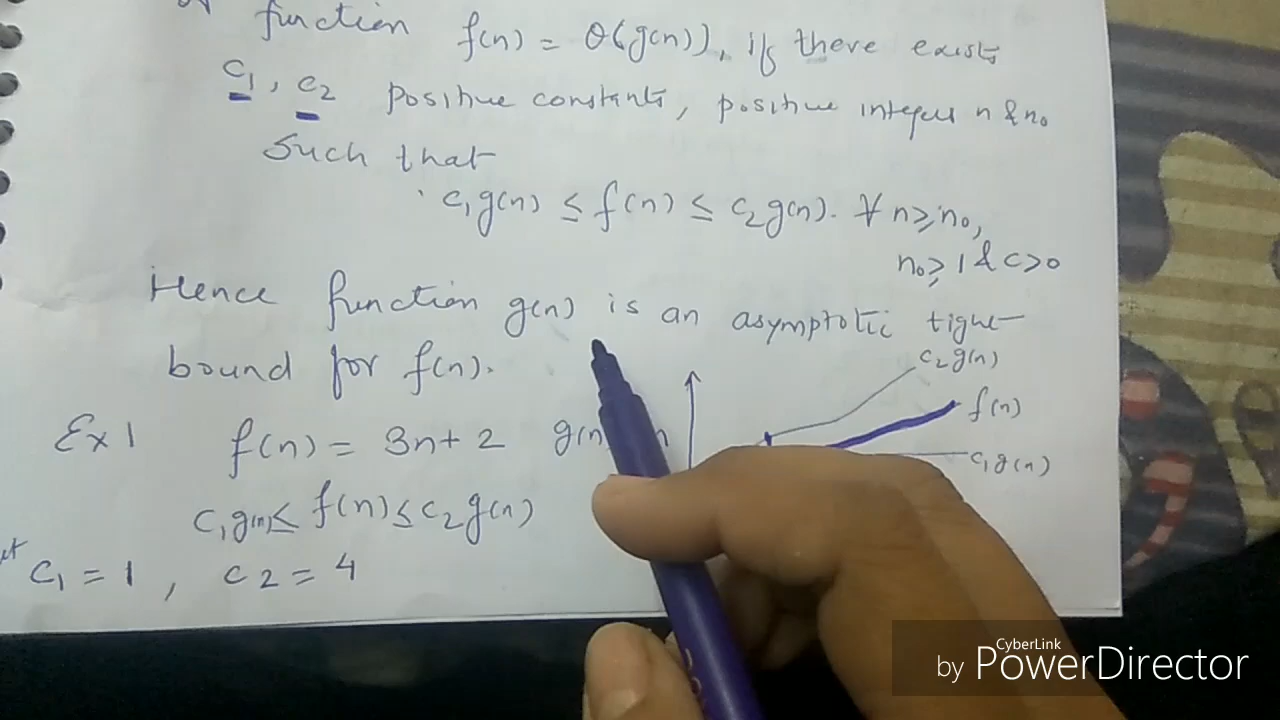 function f(n) = θ(g(n)), if there exists
c1, c2 positive constants, positive integers n & n0
Such that
c1g(n) ≤ f(n) ≤ c2g(n). ∀ n ≥ n0,
n0 ≥ 1 & c > 0
Hence function g(n) is an asymptotic tight
bound for f(n).
c2g(n)
f(n)
c1g(n)
Ex 1 f(n) = 3n+2 g(n) n
c1g(n) ≤ f(n) ≤ c2g(n)
c1 = 1, c2 = 4
CyberLink
by PowerDirector